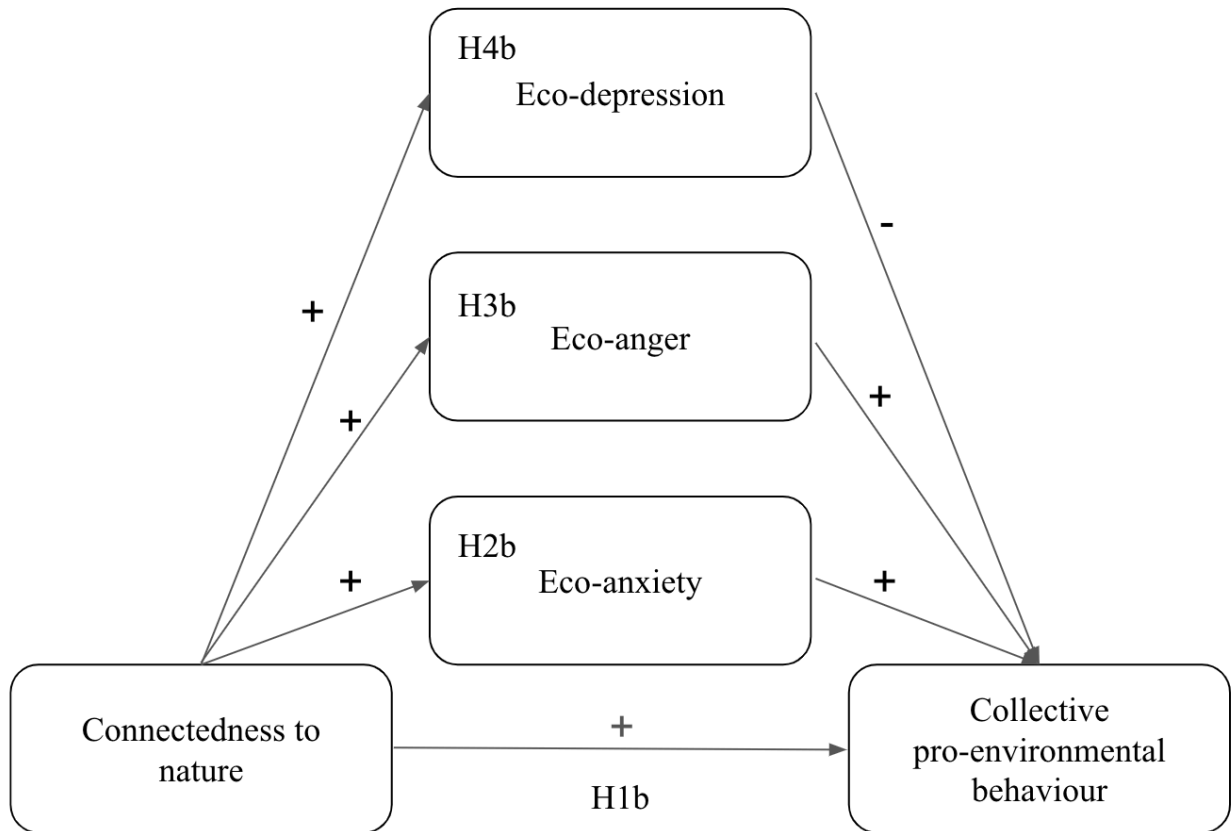 H4b
Eco-depression
-
+
H3b
Eco-anger
+
+
H2b
Eco-anxiety
+
+
Connectedness to
nature
+
H1b
Collective
pro-environmental
behaviour